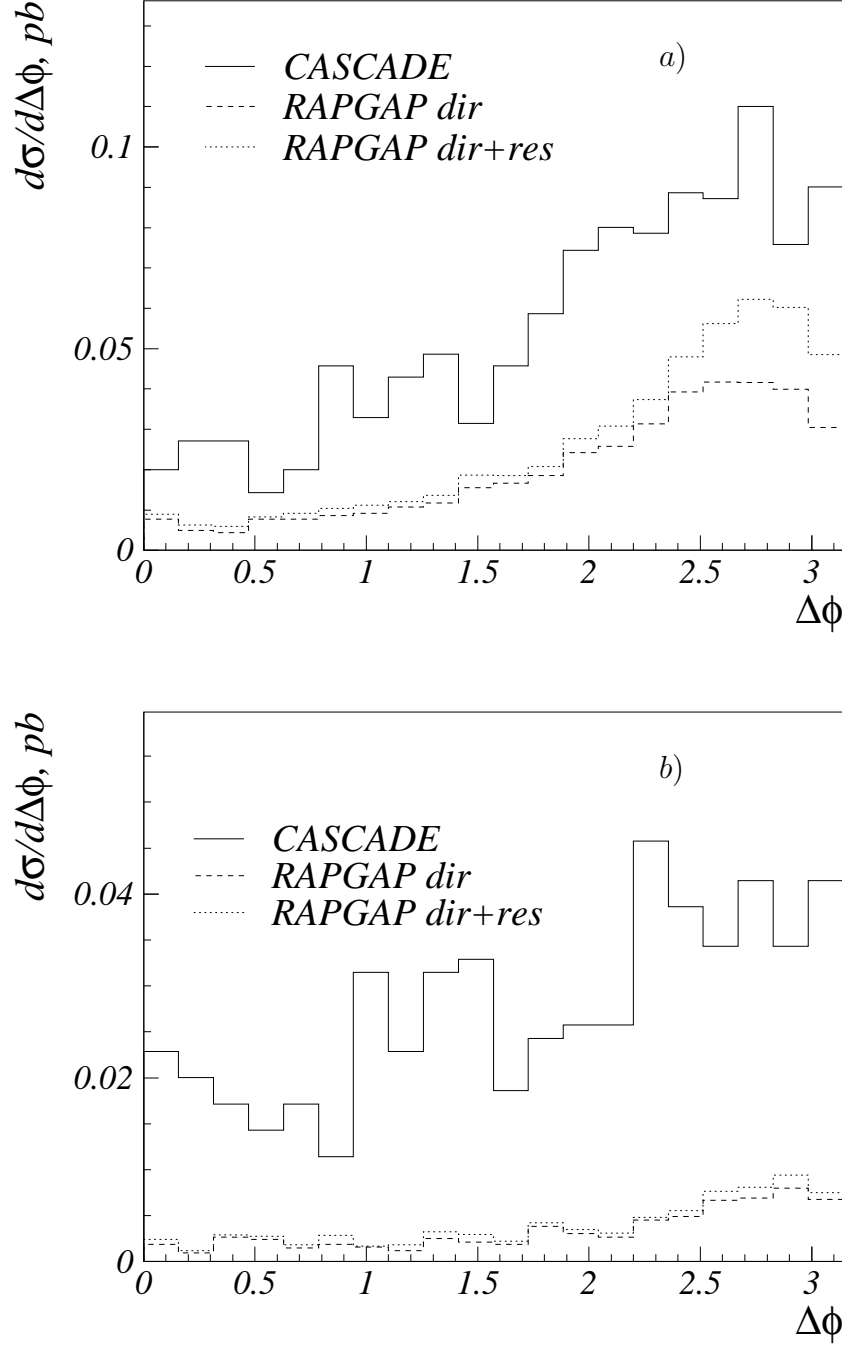 dσ/dΔϕ, pb
a)
CASCADE
RAPGAP dir
RAPGAP dir+res
0.1
0.05
0
0 0.5 1 1.5 2 2.5 3
Δϕ
dσ/dΔϕ, pb
b)
CASCADE
RAPGAP dir
RAPGAP dir+res
0.04
0.02
0
0 0.5 1 1.5 2 2.5 3
Δϕ